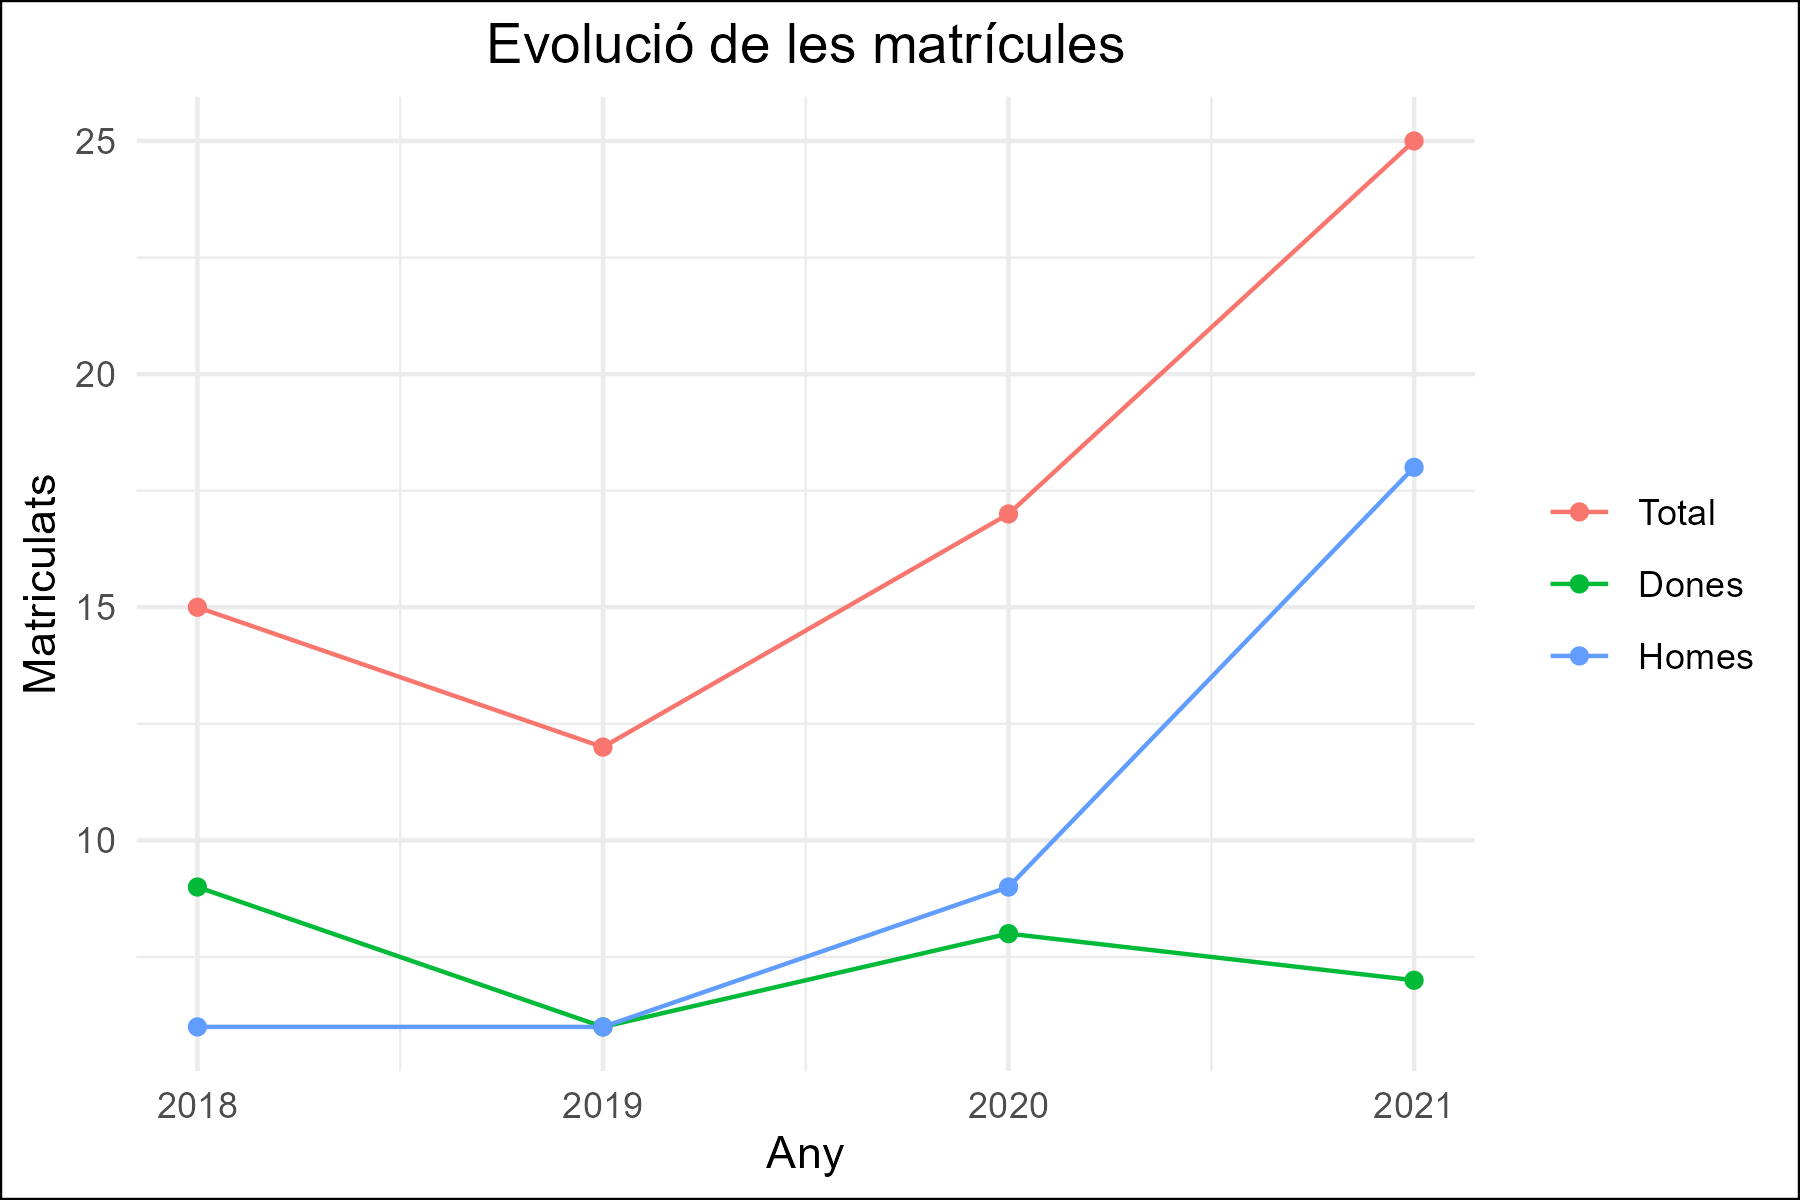 Evolució de les matrícules
25
20
15
10
Matriculats
2018 2019 2020 2021
Any
Total
Dones
Homes